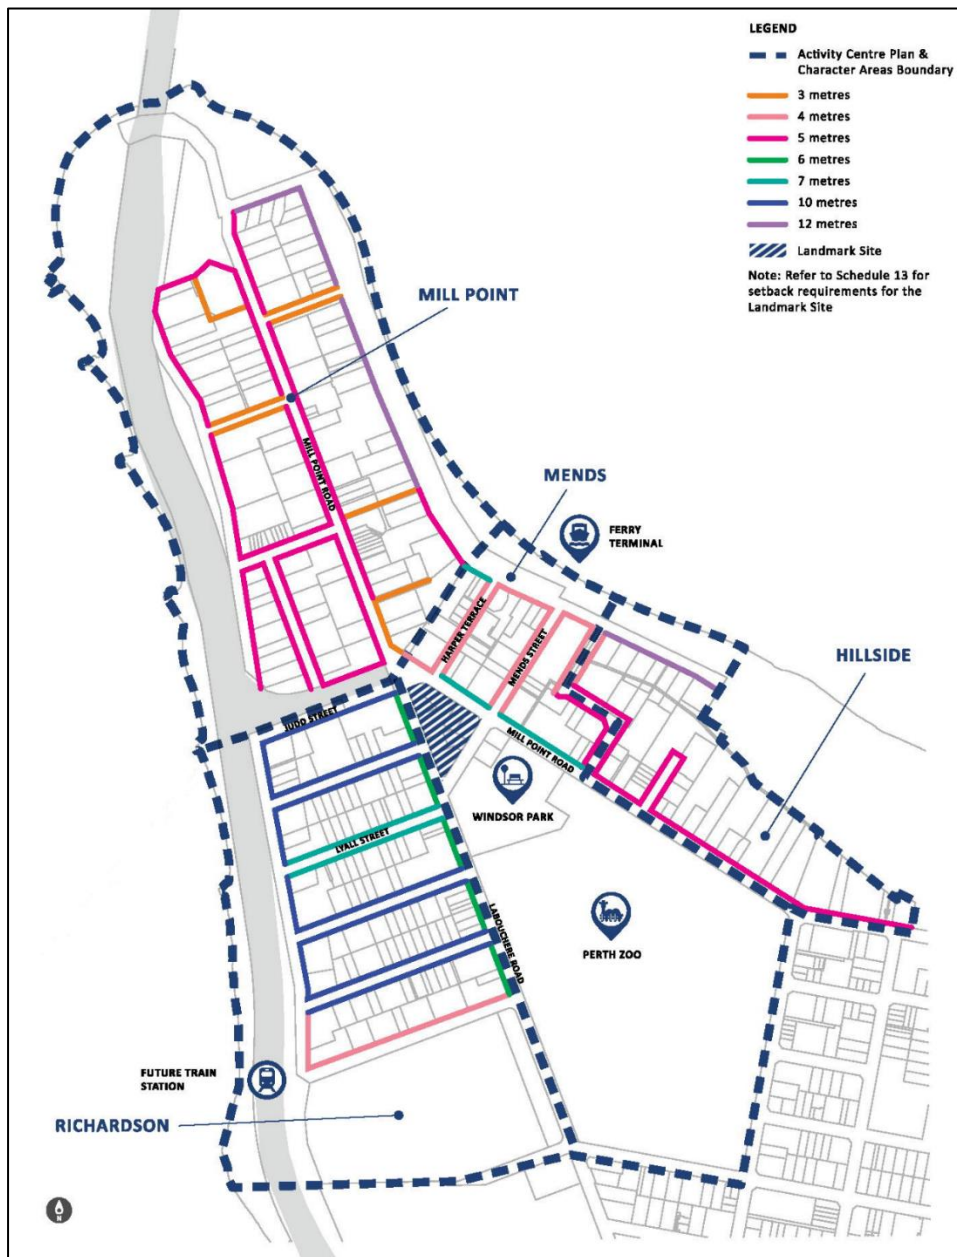 LEGEND
Activity Centre Plan &
Character Areas Boundary
3 metres
4 metres
5 metres
6 metres
7 metres
10 metres
12 metres
Landmark Site
Note: Refer to Schedule 13 for
setback requirements for the
Landmark Site
MILL POINT
MILL POINT ROAD
MENDS
FERRY
TERMINAL
HARPER TERRACE
MENDS STREET
HILLSIDE
JUDD STREET
MILL POINT ROAD
WINDSOR PARK
LYALL STREET
LABOUCHERE ROAD
PERTH ZOO
FUTURE TRAIN
STATION
RICHARDSON
N